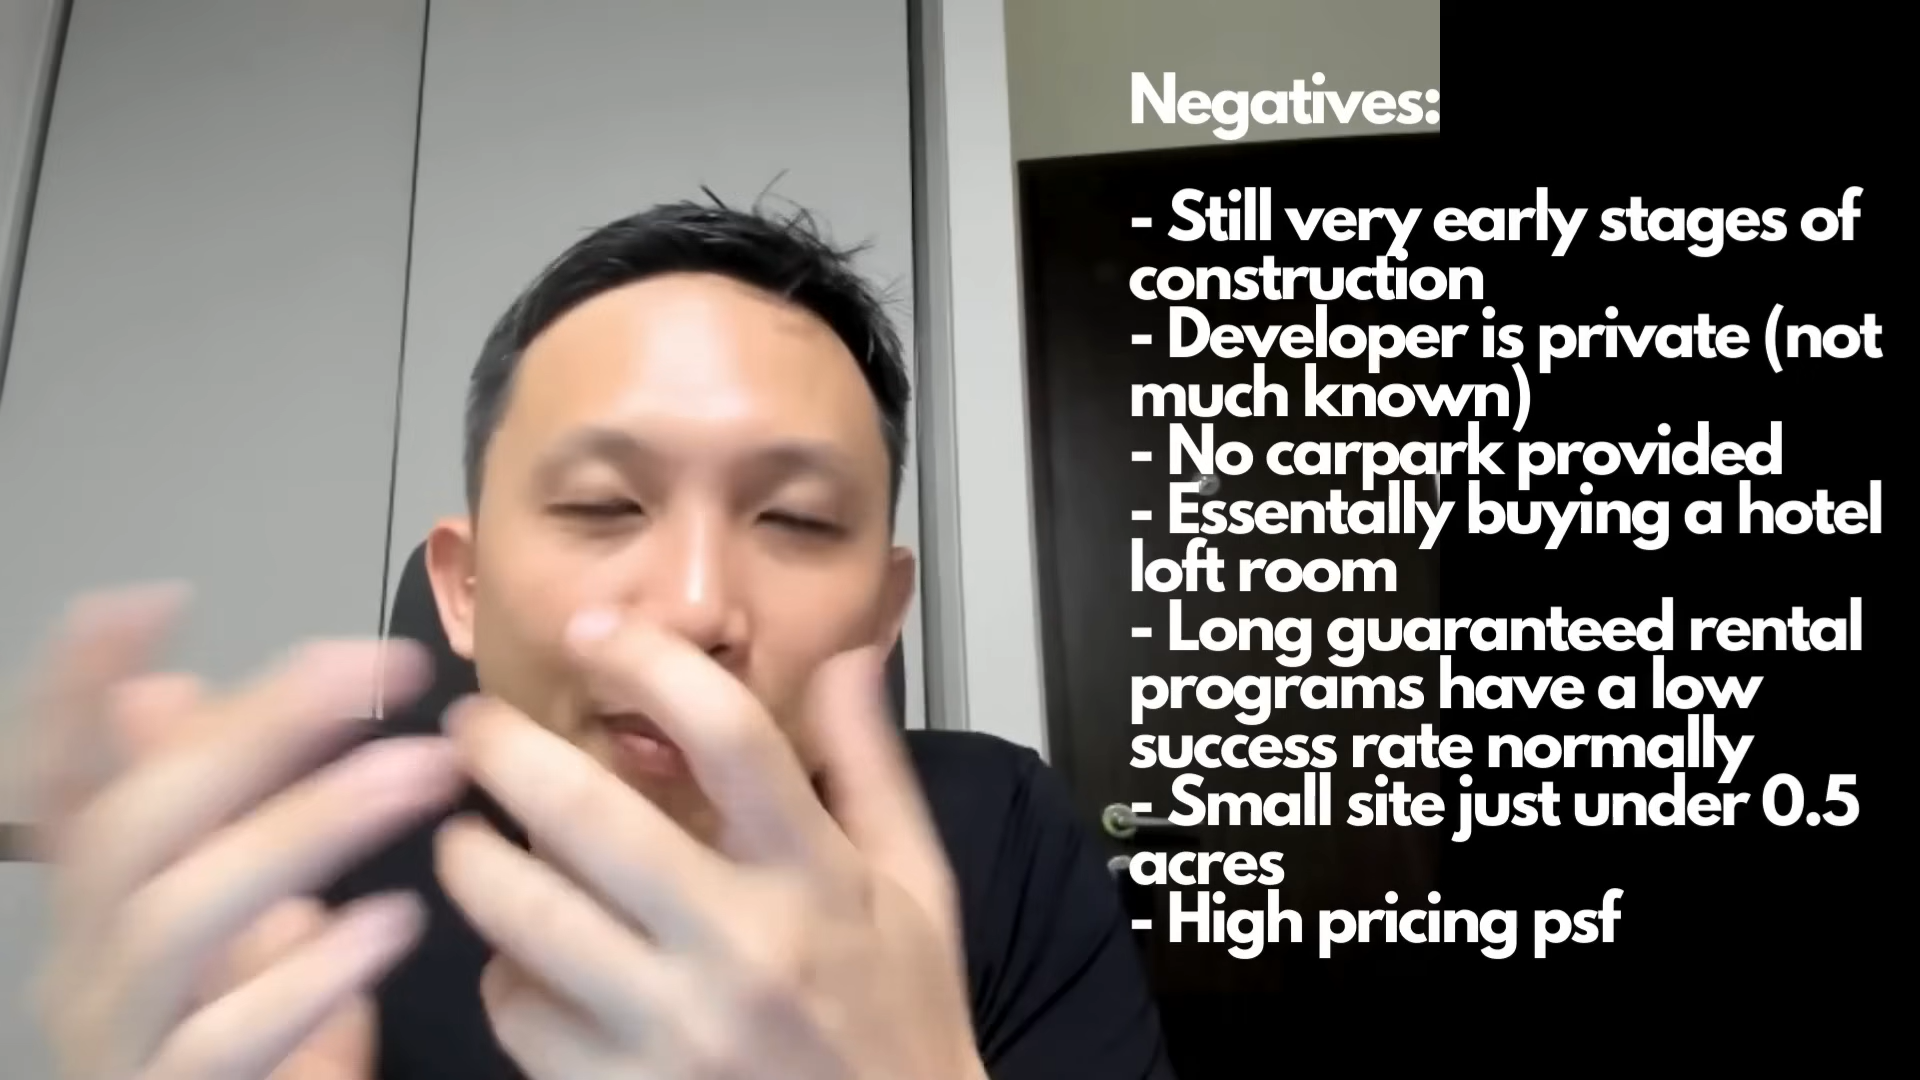 Negatives:
- Still very early stages of
construction
- Developer is private (not
much known)
- No carpark provided
- Essentally buying a hotel
loft room
- Long guaranteed rental
programs have a low
success rate normally
- Small site just under 0.5
acres
- High pricing psf